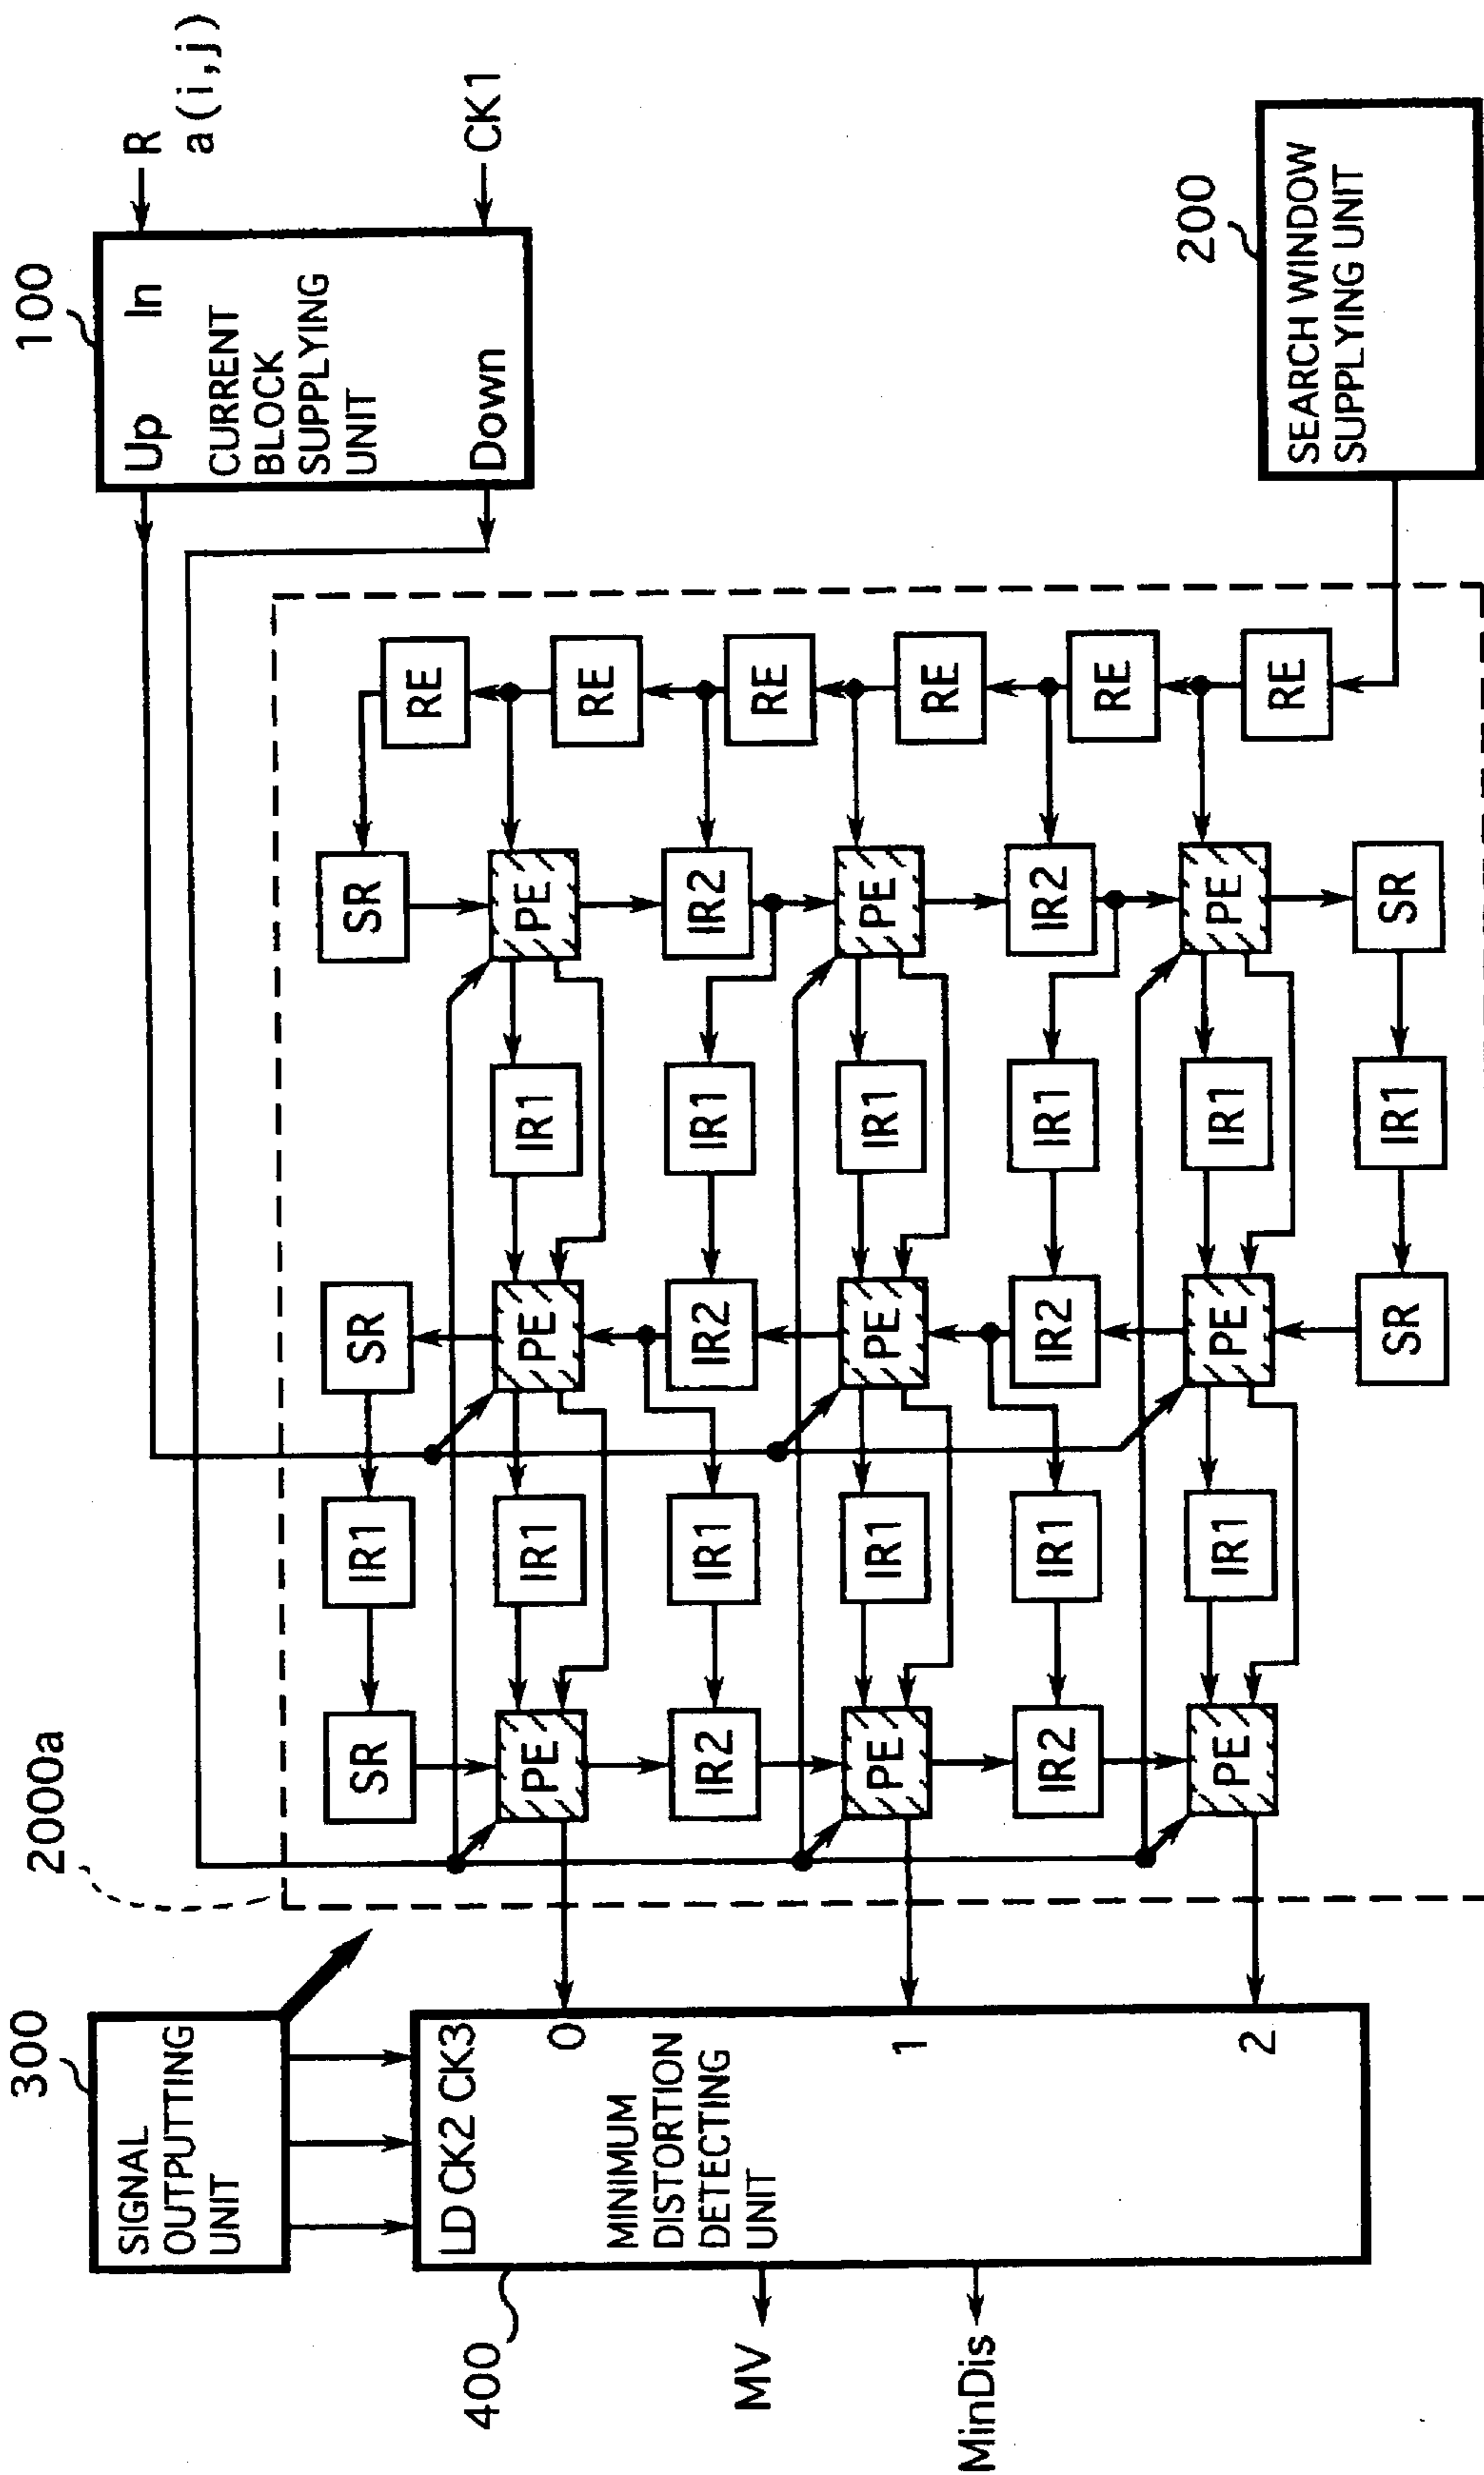 300
SIGNAL
OUTPUTTING
UNIT
2000a
100
Up In
R
a(i,j)
CURRENT
BLOCK
SUPPLYING
UNIT
Down
CK1
400
LD CK2 CK3
0
MINIMUM
DISTORTION
DETECTING
UNIT
1
2
MV
MinDis
SR IR1 SR SR
RE
PE IR1 PE IR1 PE
RE
IR2 IR1 IR2 IR1 IR2
RE
PE IR1 PE IR1 PE
RE
IR2 IR1 IR2 IR1 IR2
RE
PE IR1 PE IR1 PE
RE
SR IR1 SR
200
SEARCH WINDOW
SUPPLYING UNIT